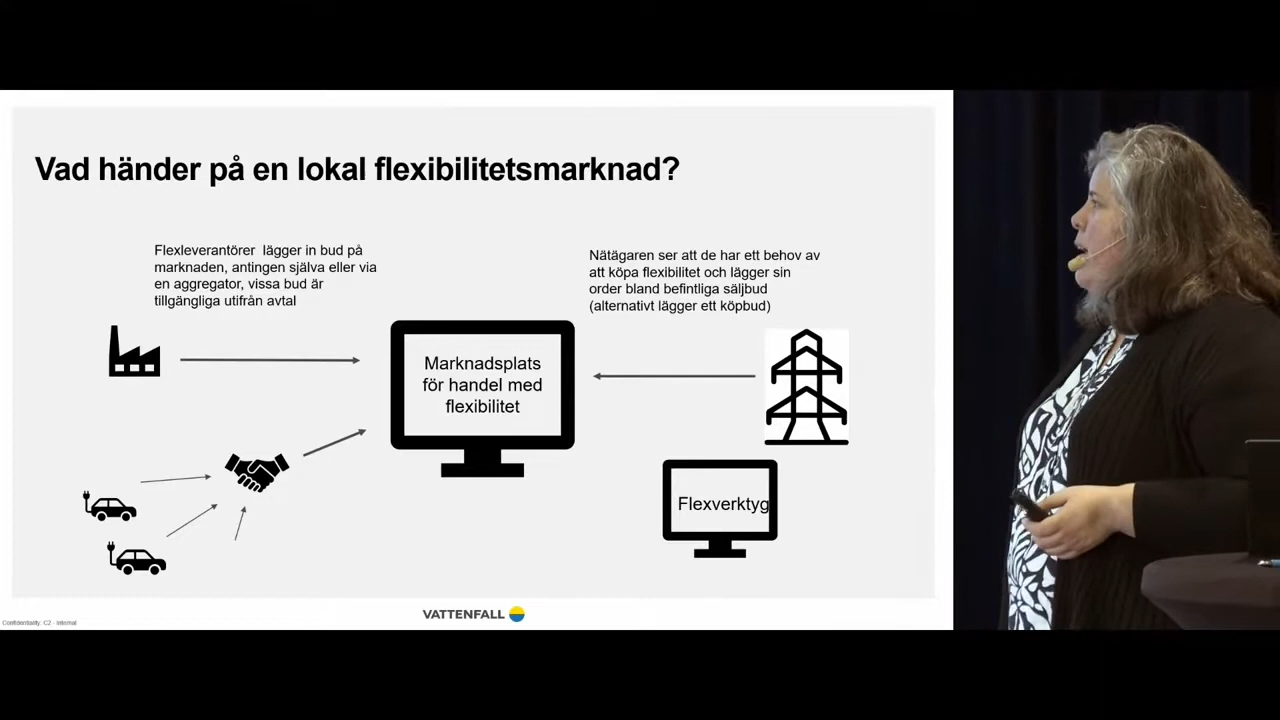 Vad händer på en lokal flexibilitetsmarknad?
Flexleverantörer lägger in bud på
marknaden, antingen själva eller via
en aggregator, vissa bud är
tillgängliga utifrån avtal
Nätägaren ser att de har ett behov av
att köpa flexibilitet och lägger sin
order bland befintliga säljbud
(alternativt lägger ett köpbud)
Marknadsplats
för handel med
flexibilitet
Flexverktyg
VATTENFALL
Confidentiality: C2 - Internal